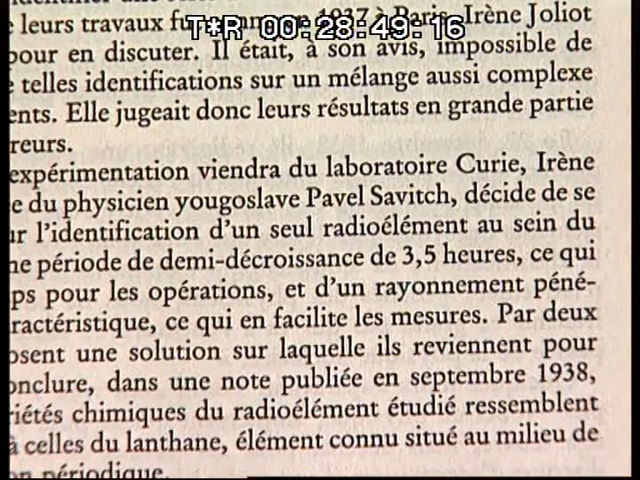 T*R 00:28:49:16
leurs travaux 1937 à Paris, Irène Joliot
pour en discuter. Il était, à son avis, impossible de
telles identifications sur un mélange aussi complexe
ents. Elle jugeait donc leurs résultats en grande partie
reurs.
expérimentation viendra du laboratoire Curie, Irène
e du physicien yougoslave Pavel Savitch, décide de se
ur l'identification d'un seul radioélément au sein du
ne période de demi-décroissance de 3,5 heures, ce qui
ps pour les opérations, et d'un rayonnement péné-
ractéristique, ce qui en facilite les mesures. Par deux
osent une solution sur laquelle ils reviennent pour
onclure, dans une note publiée en septembre 1938,
riétés chimiques du radioélément étudié ressemblent
à celles du lanthane, élément connu situé au milieu de
on périodique.